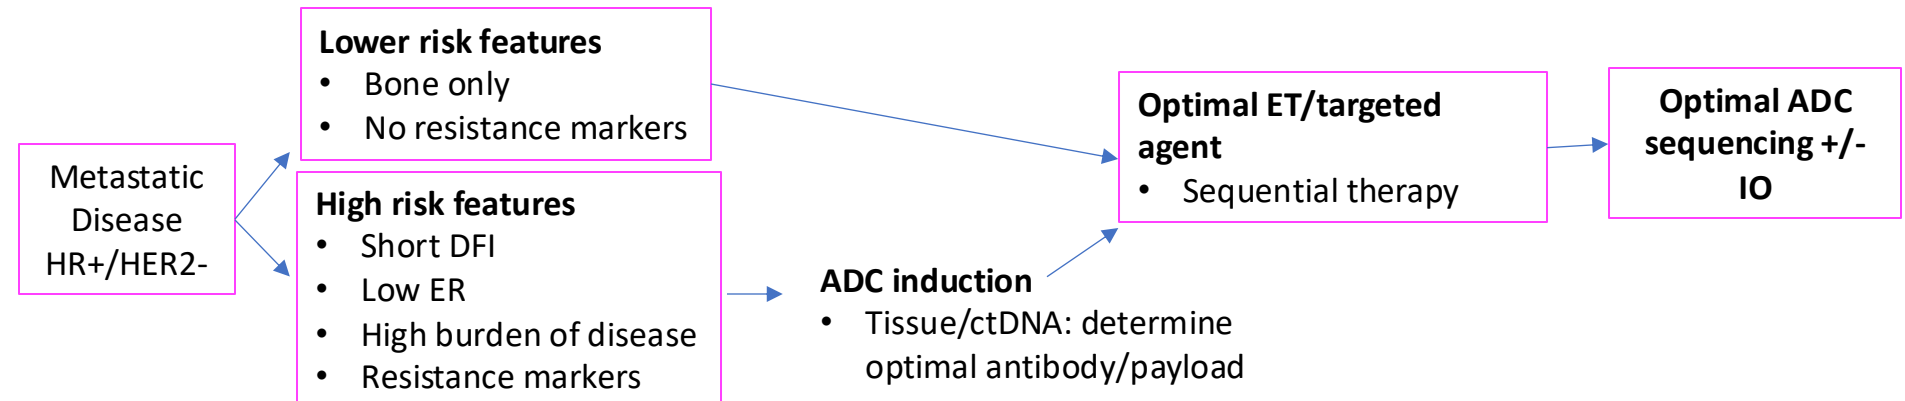 Metastatic
Disease
HR+/HER2-
Lower risk features
• Bone only
• No resistance markers
High risk features
• Short DFI
• Low ER
• High burden of disease
• Resistance markers
ADC induction
• Tissue/ctDNA: determine
optimal antibody/payload
Optimal ET/targeted
agent
• Sequential therapy
Optimal ADC
sequencing +/-
IO